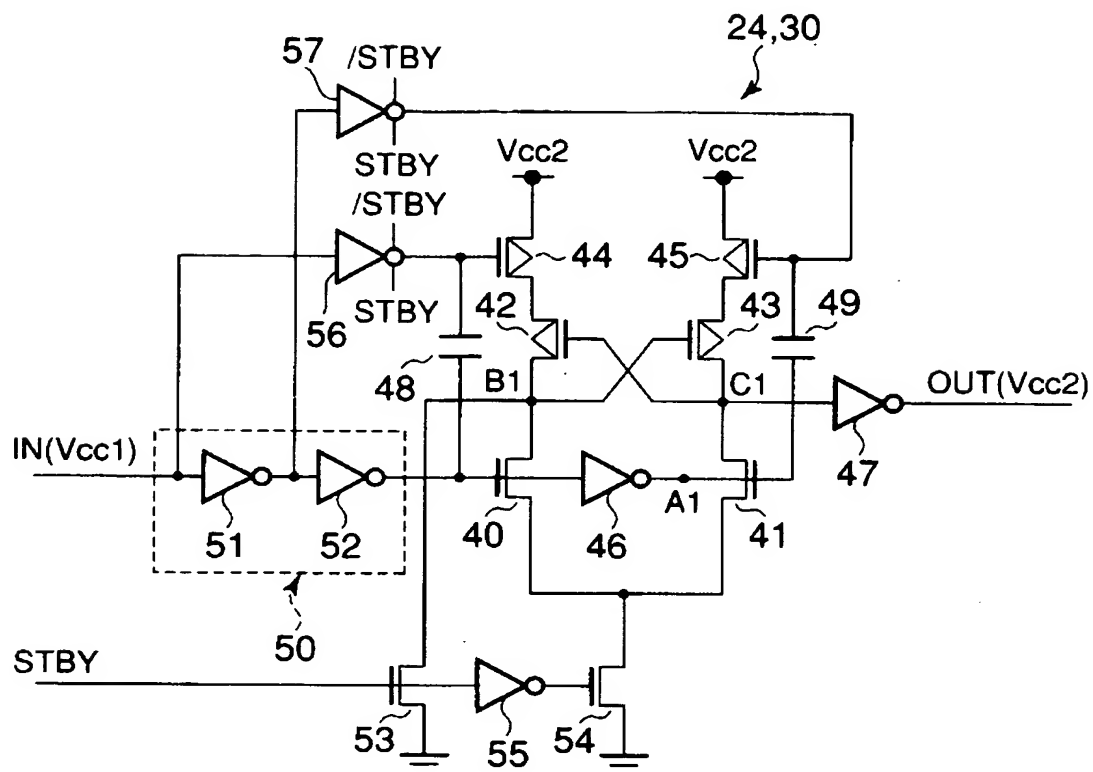 24,30
57
/STBY
STBY
Vcc2
Vcc2
/STBY
44
45
56
STBY
42
43
49
48
B1
C1
OUT(Vcc2)
IN(Vcc1)
47
51
52
40
46
A1
41
50
STBY
53
55
54